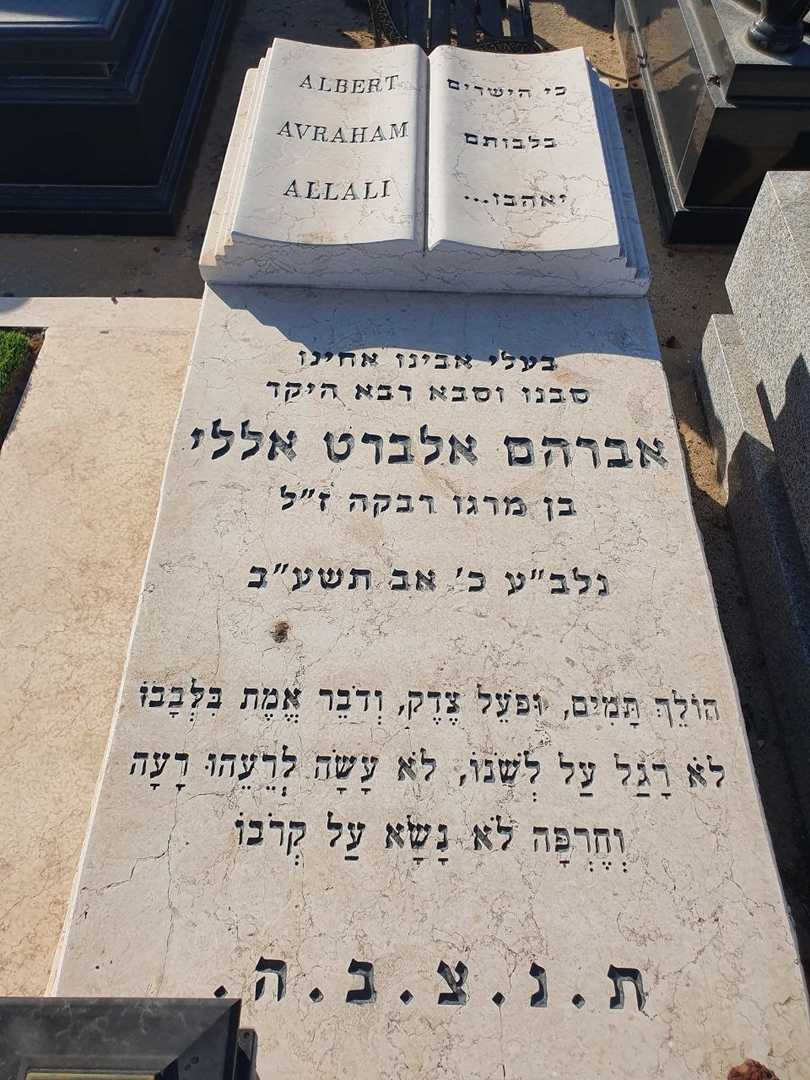 ALBERT
AVRAHAM
ALLALI
כי הישרים
בלבותם
יאהבו...
בעלי אבינו אחינו
סבנו וסבא רבא היקר
אברהם אלברט אללי
בן מרגו רבקה ז"ל
נלב"ע כ' אב תשע"ב
הוֹלֵךְ תָּמִים, וּפֹעֵל צֶדֶק, וְדֹבֵר אֱמֶת בִּלְבָבוֹ
לֹא רָגַל עַל לְשֹׁנוֹ, לֹא עָשָׂה לְרֵעֵהוּ רָעָה
וְחֶרְפָּה לֹא נָשָׂא עַל קְרֹבוֹ
ת.נ.צ.ב.ה.